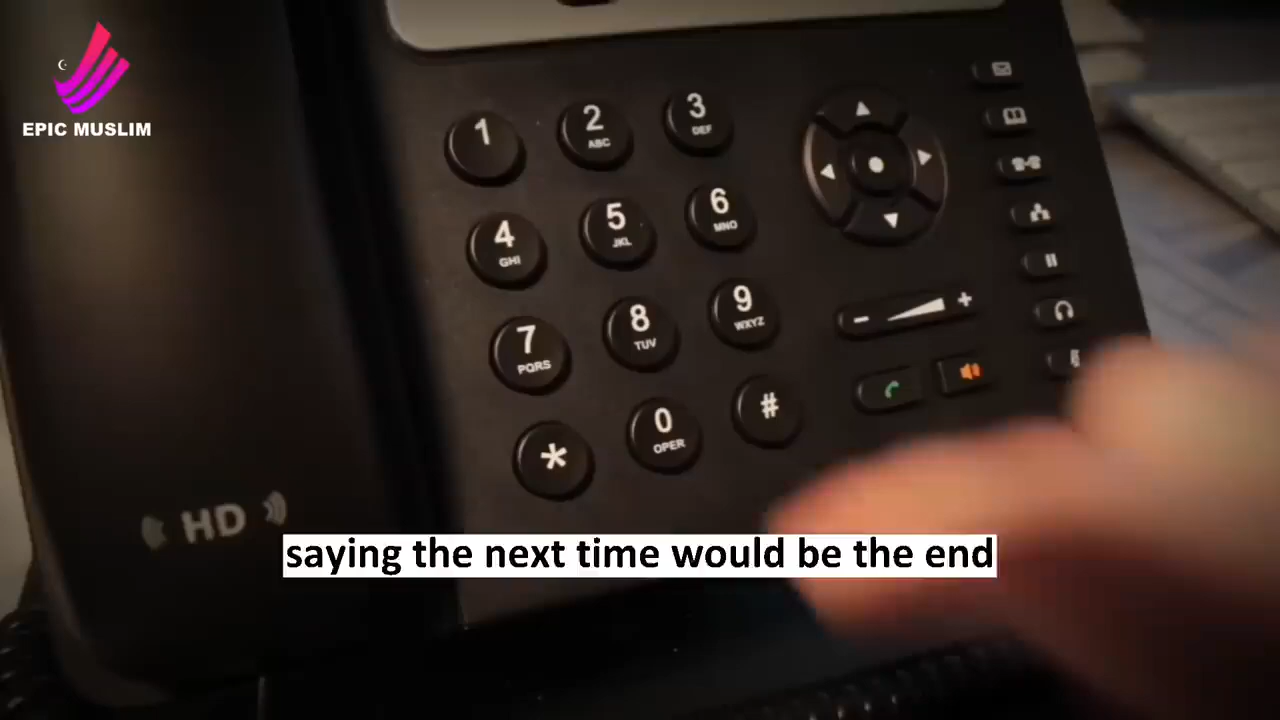 EPIC MUSLIM
1
2
ABC
3
DEF
4
GHI
5
JKL
6
MNO
7
PQRS
8
TUV
9
WXYZ
*
0
OPER
#
HD
saying the next time would be the end